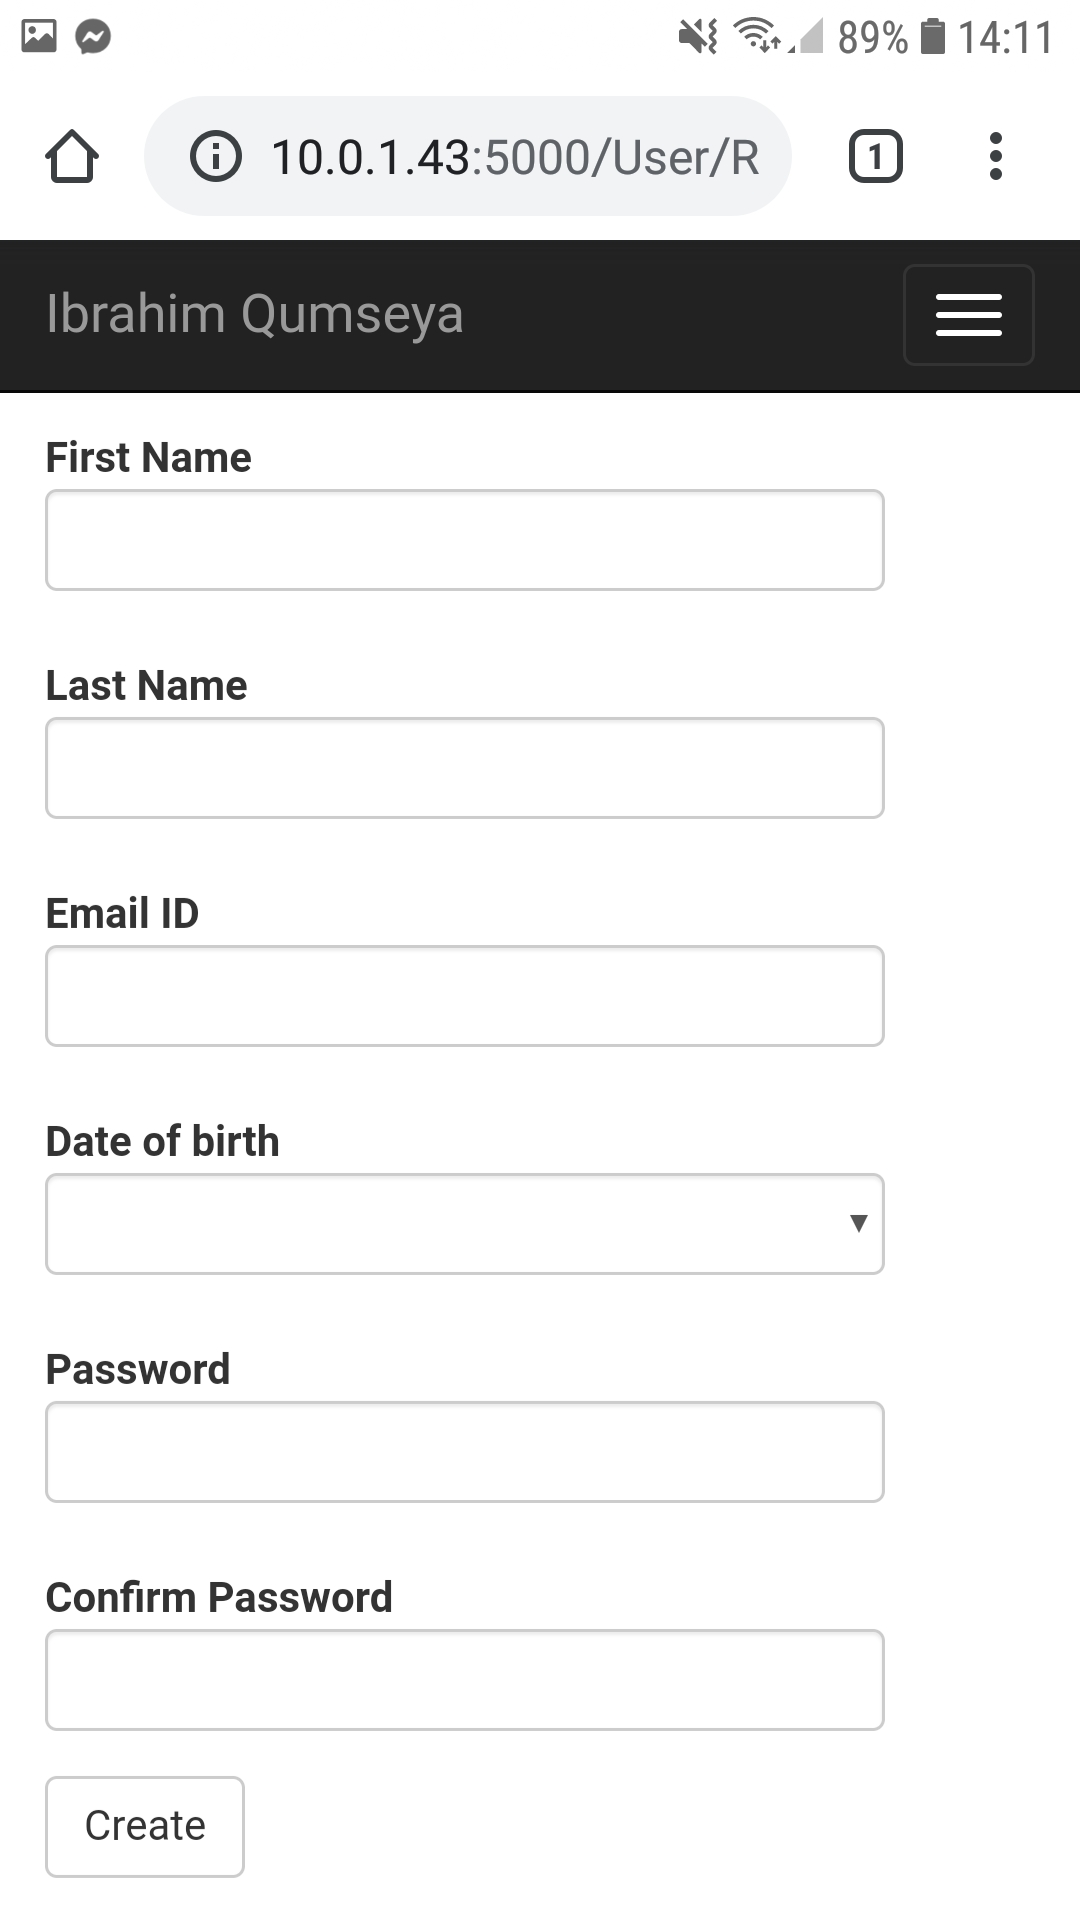 89% 14:11
10.0.1.43:5000/User/R
1
Ibrahim Qumseya
First Name
Last Name
Email ID
Date of birth
Password
Confirm Password
Create